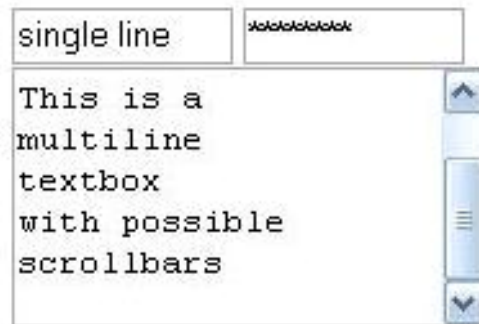 single line
**********
This is a
multiline
textbox
with possible
scrollbars